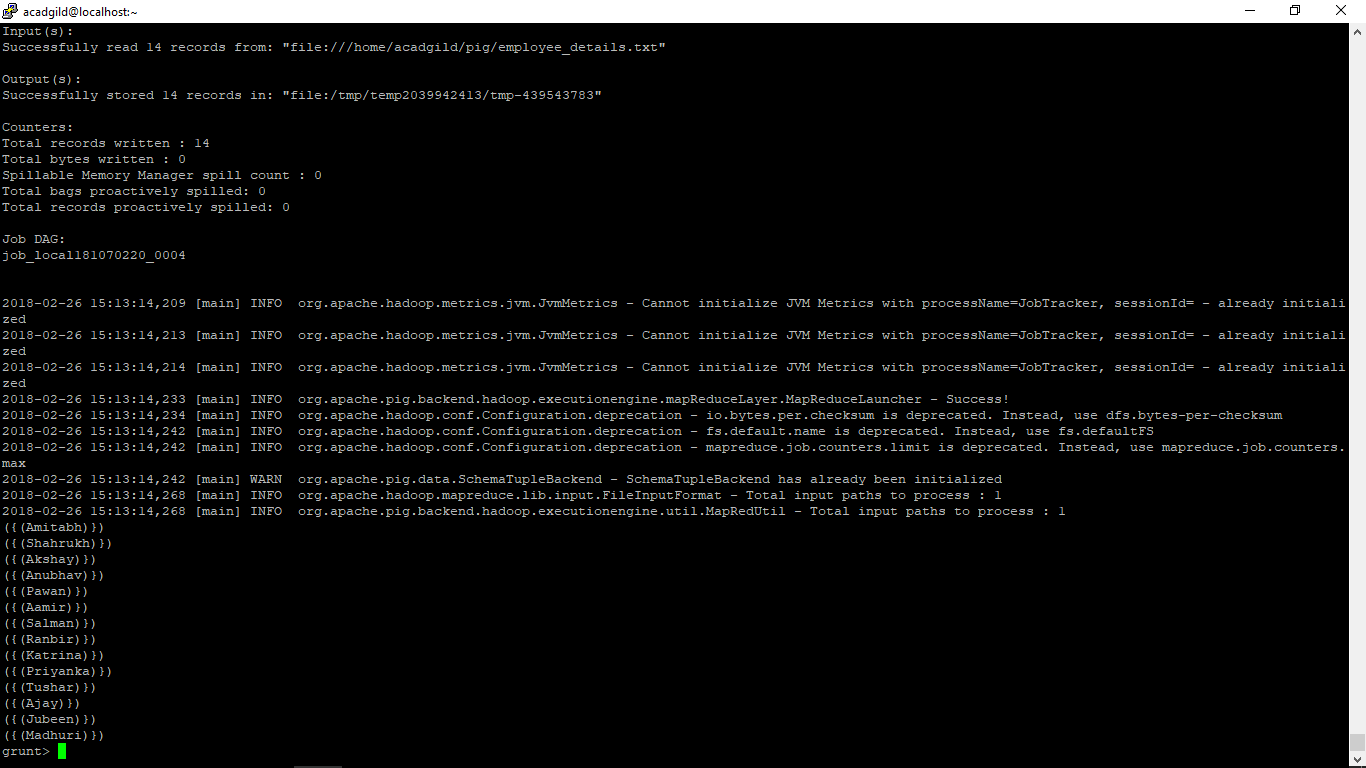 acadgild@localhost:~
Input(s):
Successfully read 14 records from: "file:///home/acadgild/pig/employee_details.txt"
Output(s):
Successfully stored 14 records in: "file:/tmp/temp2039942413/tmp-439543783"
Counters:
Total records written : 14
Total bytes written : 0
Spillable Memory Manager spill count : 0
Total bags proactively spilled: 0
Total records proactively spilled: 0
Job DAG:
job_local181070220_0004
2018-02-26 15:13:14,209 [main] INFO  org.apache.hadoop.metrics.jvm.JvmMetrics - Cannot initialize JVM Metrics with processName=JobTracker, sessionId= - already initiali
zed
2018-02-26 15:13:14,213 [main] INFO  org.apache.hadoop.metrics.jvm.JvmMetrics - Cannot initialize JVM Metrics with processName=JobTracker, sessionId= - already initiali
zed
2018-02-26 15:13:14,214 [main] INFO  org.apache.hadoop.metrics.jvm.JvmMetrics - Cannot initialize JVM Metrics with processName=JobTracker, sessionId= - already initiali
zed
2018-02-26 15:13:14,233 [main] INFO  org.apache.pig.backend.hadoop.executionengine.mapReduceLayer.MapReduceLauncher - Success!
2018-02-26 15:13:14,234 [main] INFO  org.apache.hadoop.conf.Configuration.deprecation - io.bytes.per.checksum is deprecated. Instead, use dfs.bytes-per-checksum
2018-02-26 15:13:14,242 [main] INFO  org.apache.hadoop.conf.Configuration.deprecation - fs.default.name is deprecated. Instead, use fs.defaultFS
2018-02-26 15:13:14,242 [main] INFO  org.apache.hadoop.conf.Configuration.deprecation - mapreduce.job.counters.limit is deprecated. Instead, use mapreduce.job.counters.
max
2018-02-26 15:13:14,242 [main] WARN  org.apache.pig.data.SchemaTupleBackend - SchemaTupleBackend has already been initialized
2018-02-26 15:13:14,268 [main] INFO  org.apache.hadoop.mapreduce.lib.input.FileInputFormat - Total input paths to process : 1
2018-02-26 15:13:14,268 [main] INFO  org.apache.pig.backend.hadoop.executionengine.util.MapRedUtil - Total input paths to process : 1
({(Amitabh)})
({(Shahrukh)})
({(Akshay)})
({(Anubhav)})
({(Pawan)})
({(Aamir)})
({(Salman)})
({(Ranbir)})
({(Katrina)})
({(Priyanka)})
({(Tushar)})
({(Ajay)})
({(Jubeen)})
({(Madhuri)})
grunt>